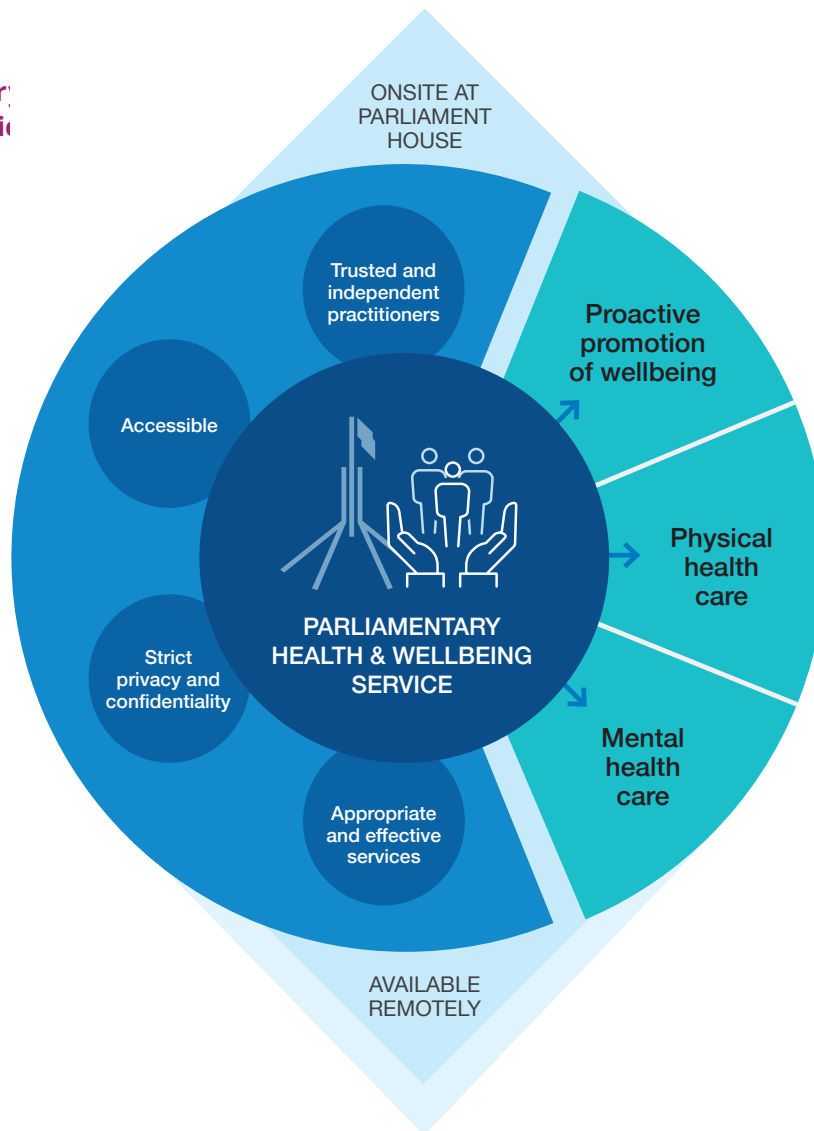 ONSITE AT
PARLIAMENT
HOUSE
Trusted and
independent
practitioners
Accessible
Strict
privacy and
confidentiality
Appropriate
and effective
services
PARLIAMENTARY
HEALTH & WELLBEING
SERVICE
Proactive
promotion
of wellbeing
Physical
health
care
Mental
health
care
AVAILABLE
REMOTELY